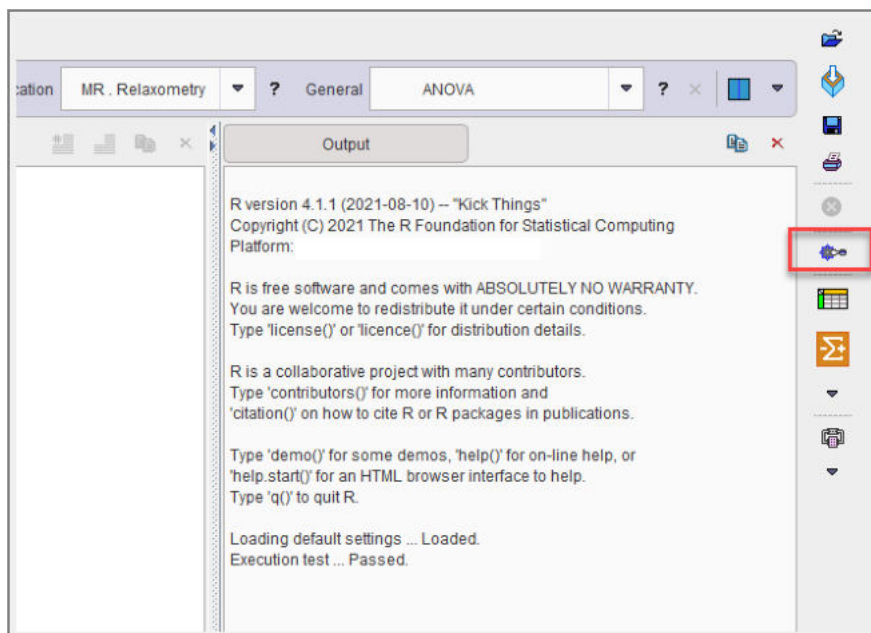 cation MR . Relaxometry ? General ANOVA ?
Output
R version 4.1.1 (2021-08-10) -- "Kick Things"
Copyright (C) 2021 The R Foundation for Statistical Computing
Platform:
R is free software and comes with ABSOLUTELY NO WARRANTY.
You are welcome to redistribute it under certain conditions.
Type 'license()' or 'licence()' for distribution details.
R is a collaborative project with many contributors.
Type 'contributors()' for more information and
'citation()' on how to cite R or R packages in publications.
Type 'demo()' for some demos, 'help()' for on-line help, or
'help.start()' for an HTML browser interface to help.
Type 'q()' to quit R.
Loading default settings ... Loaded.
Execution test ... Passed.